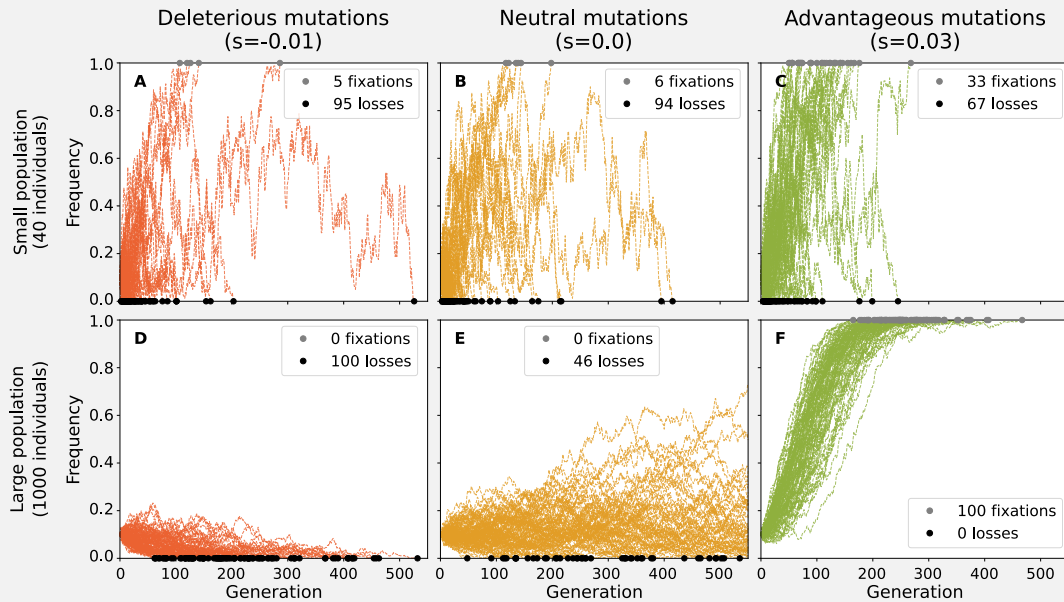 Deleterious mutations
(s=-0.01)
Neutral mutations
(s=0.0)
Advantageous mutations
(s=0.03)
Small population
(40 individuals)
Frequency
1.0
0.8
0.6
0.4
0.2
0.0
A
5 fixations
95 losses
B
6 fixations
94 losses
C
33 fixations
67 losses
Large population
(1000 individuals)
Frequency
1.0
0.8
0.6
0.4
0.2
0.0
D
0 fixations
100 losses
E
0 fixations
46 losses
F
100 fixations
0 losses
0 100 200 300 400 500
Generation
0 100 200 300 400 500
Generation
0 100 200 300 400 500
Generation